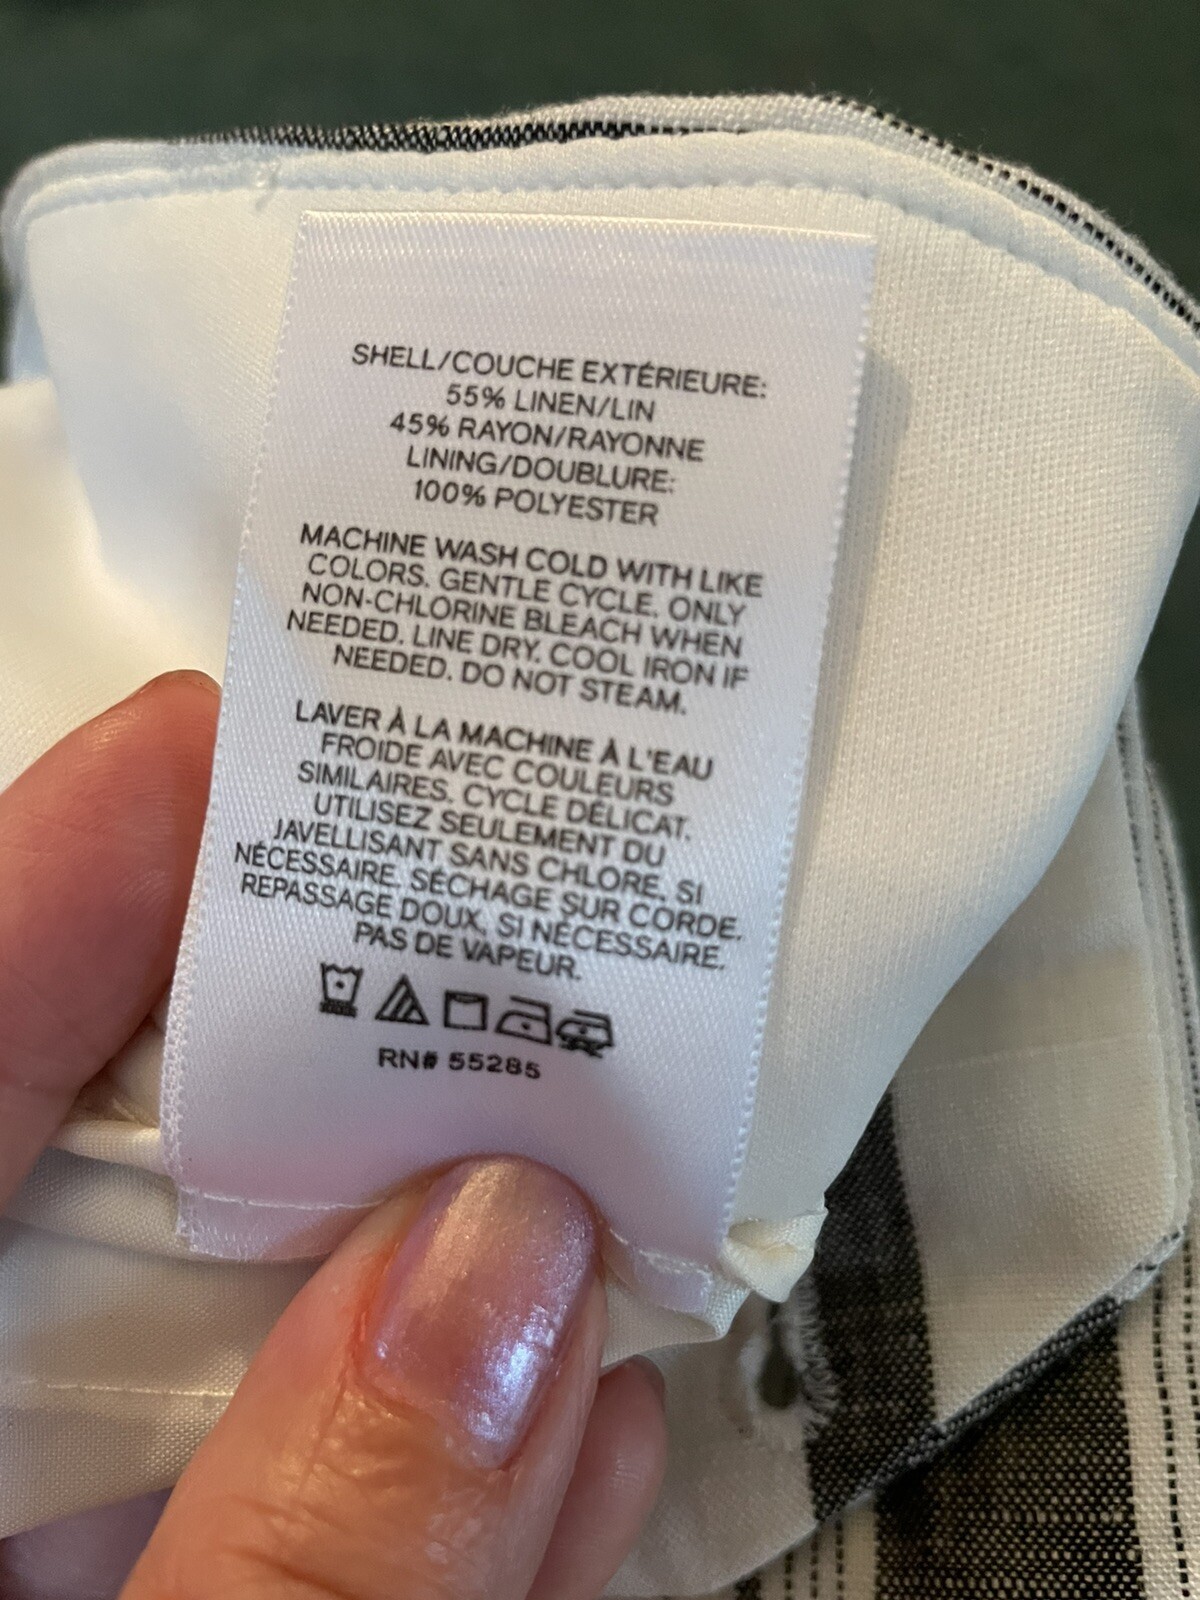 SHELL/COUCHE EXTÉRIEURE:
55% LINEN/LIN
45% RAYON/RAYONNE
LINING/DOUBLURE:
100% POLYESTER
MACHINE WASH COLD WITH LIKE
COLORS. GENTLE CYCLE. ONLY
NON-CHLORINE BLEACH WHEN
NEEDED. LINE DRY. COOL IRON IF
NEEDED. DO NOT STEAM.
LAVER À LA MACHINE À L'EAU
FROIDE AVEC COULEURS
SIMILAIRES. CYCLE DÉLICAT.
UTILISEZ SEULEMENT DU
JAVELLISANT SANS CHLORE, SI
NÉCESSAIRE. SÉCHAGE SUR CORDE.
REPASSAGE DOUX, SI NÉCESSAIRE.
PAS DE VAPEUR.
RN# 55285